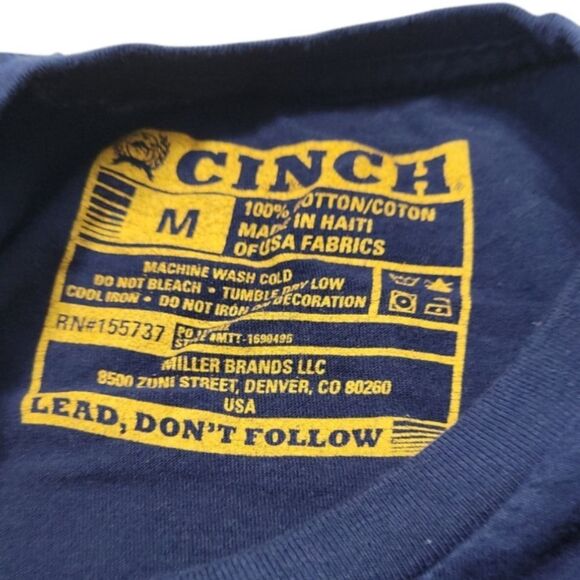 CINCH
M
100% COTTON/COTON
MADE IN HAITI
OF USA FABRICS
MACHINE WASH COLD
DO NOT BLEACH • TUMBLE DRY LOW
COOL IRON • DO NOT IRON ON DECORATION
RN#155737
MILLER BRANDS LLC
8500 ZUNI STREET, DENVER, CO 80260
USA
LEAD, DON'T FOLLOW